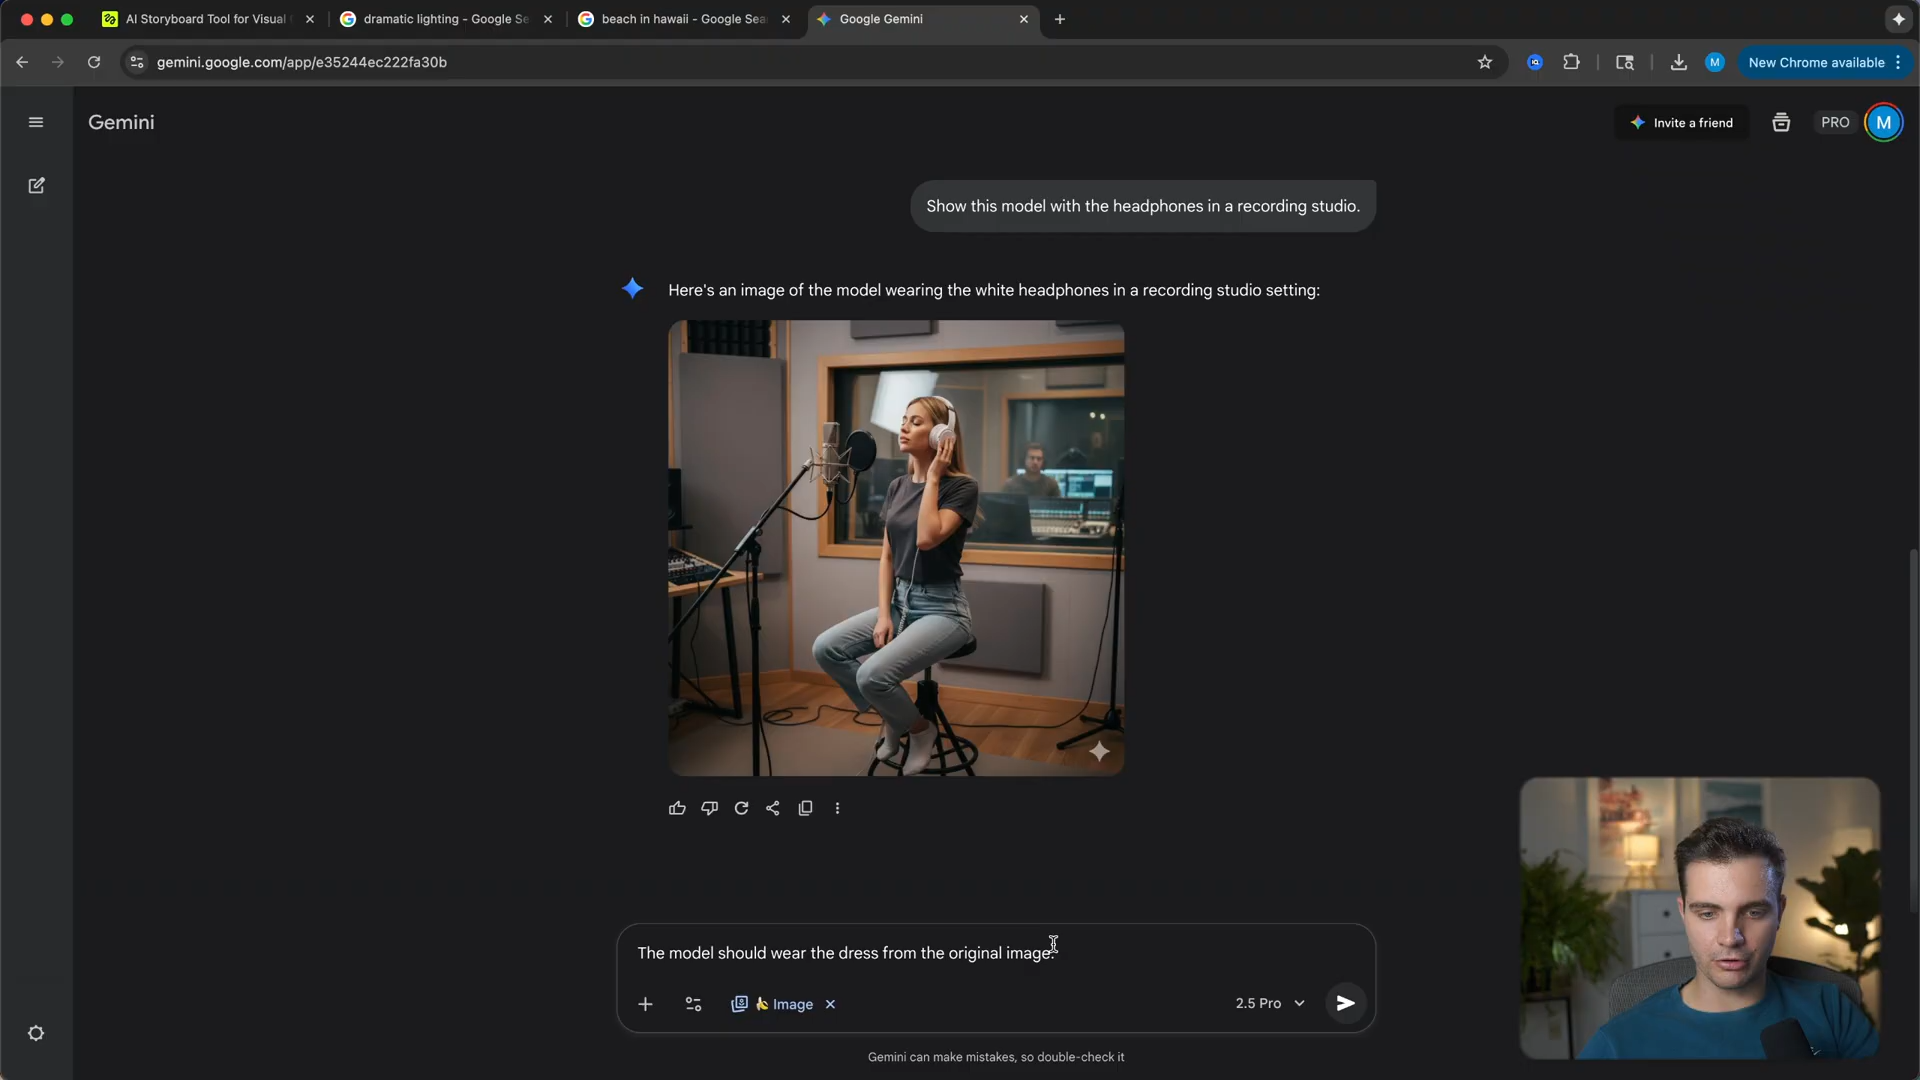 AI Storyboard Tool for Visual
dramatic lighting - Google Se
beach in hawaii - Google Sea
Google Gemini
gemini.google.com/app/e35244ec222fa30b
M
New Chrome available
Gemini
Invite a friend
PRO
M
Show this model with the headphones in a recording studio.
Here's an image of the model wearing the white headphones in a recording studio setting:
The model should wear the dress from the original image.
Image
2.5 Pro
Gemini can make mistakes, so double-check it